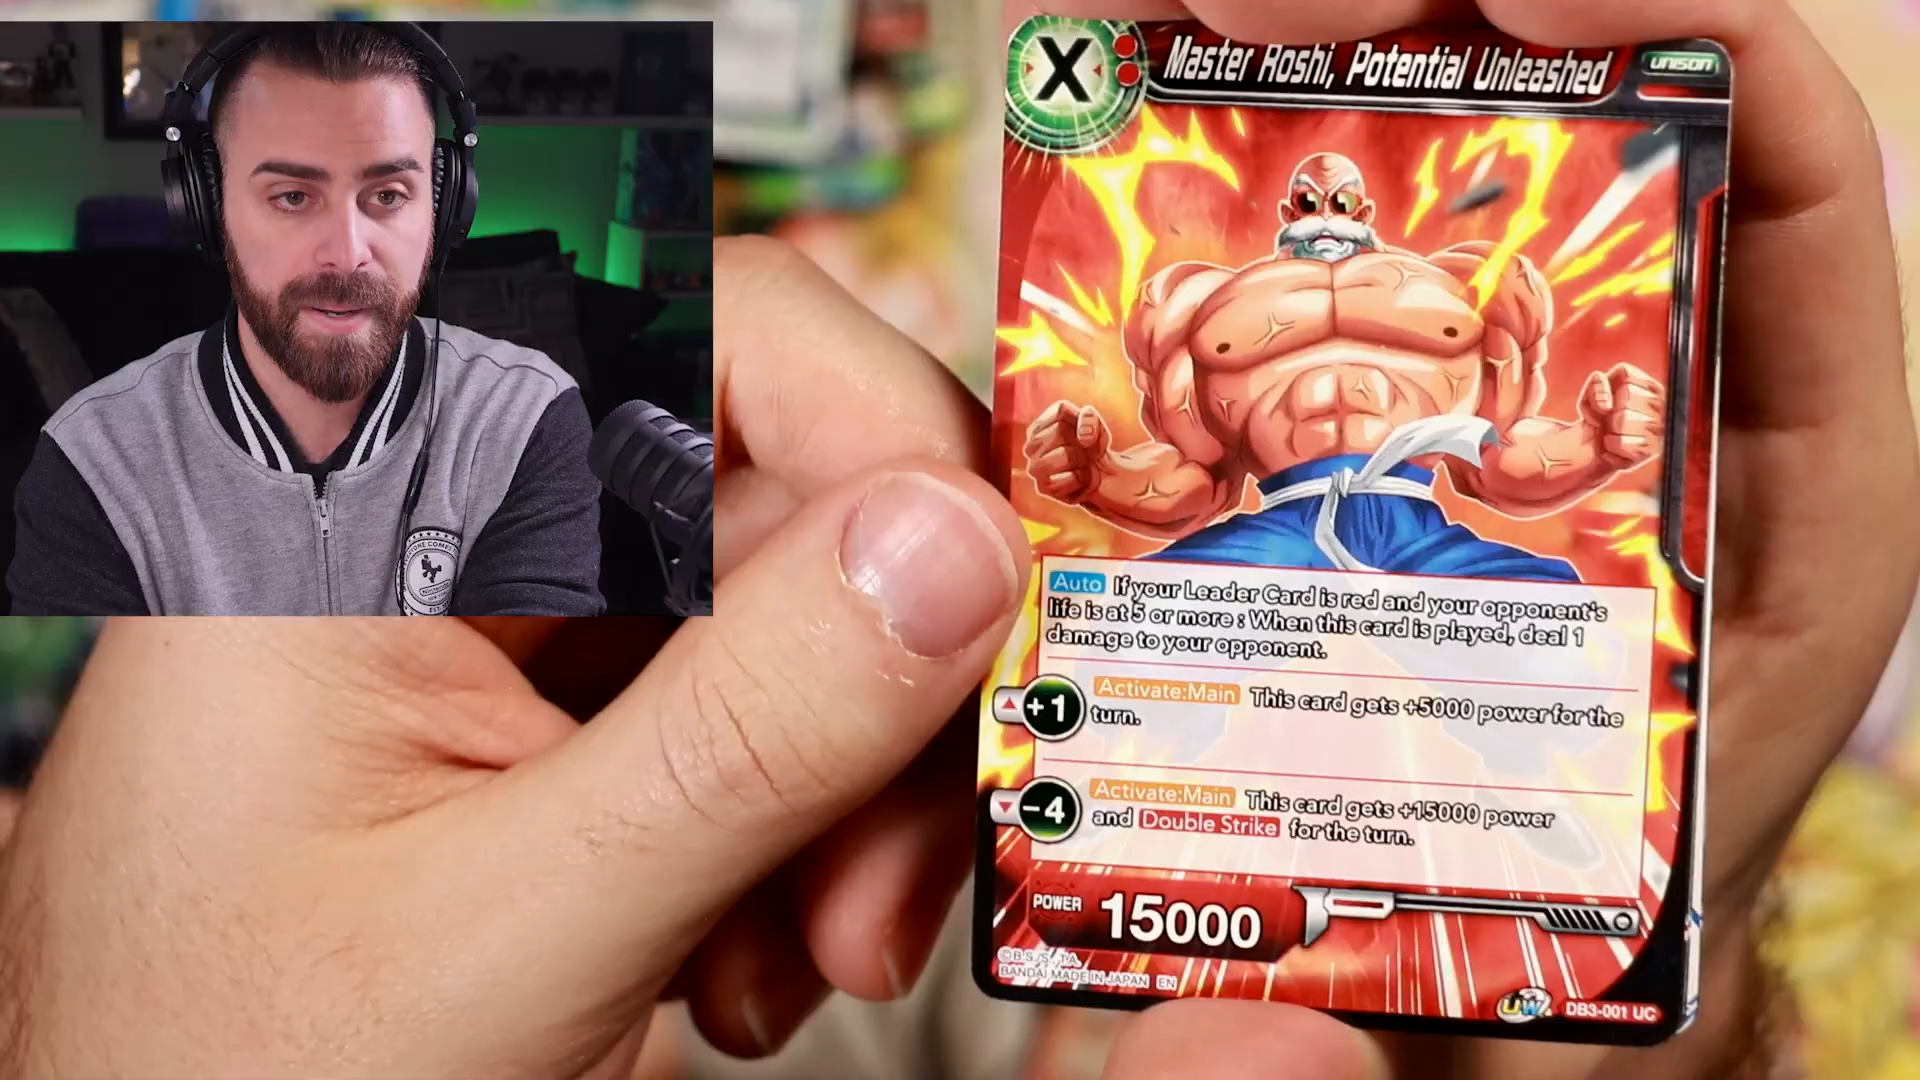 X
Master Roshi, Potential Unleashed
UNISON
Auto If your Leader Card is red and your opponent's
life is at 5 or more : When this card is played, deal 1
damage to your opponent.
+1 Activate:Main This card gets +5000 power for the
turn.
-4 Activate:Main This card gets +15000 power
and Double Strike for the turn.
POWER 15000
©B.S./S., T.A.
BANDAI MADE IN JAPAN EN
UW
DB3-001 UC
Nintendo